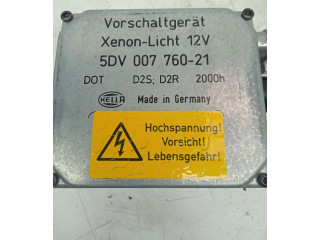 Vorschaltgerät
Xenon-Licht 12V
5DV 007 760-21
DOT D2S; D2R 2000h
HELLA Made in Germany
Hochspannung!
Vorsicht!
Lebensgefahr!